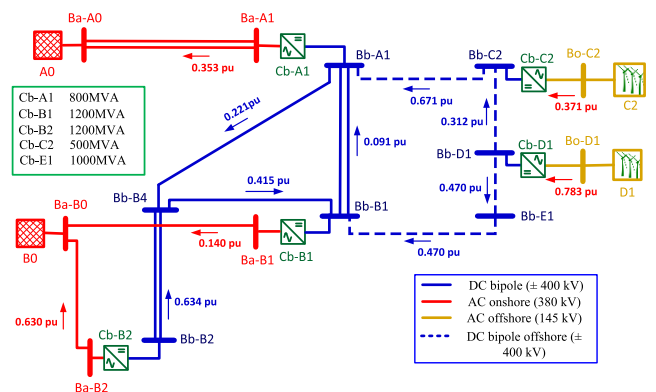 Ba-A0
Ba-A1
A0
0.353 pu
Cb-A1
Bb-A1
Bb-C2
Cb-C2
Bo-C2
0.671 pu
0.371 pu
C2
Cb-A1 800MVA
Cb-B1 1200MVA
Cb-B2 1200MVA
Cb-C2 500MVA
Cb-E1 1000MVA
0.221pu
0.091 pu
0.312 pu
Bb-D1
Cb-D1
Bo-D1
0.783 pu
D1
0.415 pu
0.470 pu
Bb-B4
Ba-B0
Bb-B1
Bb-E1
B0
0.140 pu
Ba-B1
Cb-B1
0.470 pu
0.630 pu
0.634 pu
Cb-B2
Bb-B2
Ba-B2
DC bipole (± 400 kV)
AC onshore (380 kV)
AC offshore (145 kV)
DC bipole offshore (±
400 kV)